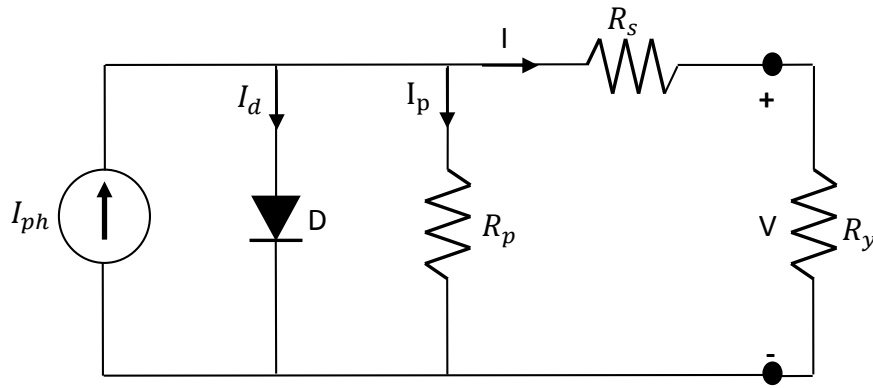 I
R_s
I_d
I_p
+
I_ph
D
R_p
V
R_y
-